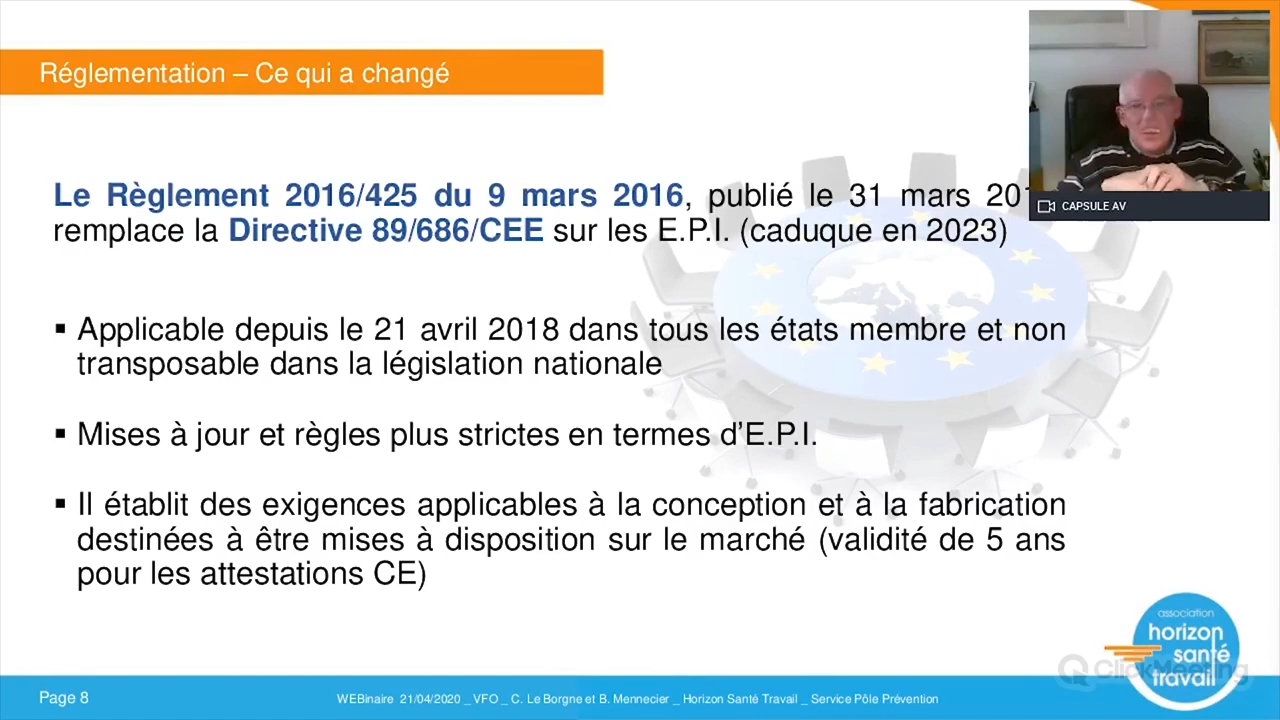 Réglementation – Ce qui a changé
Le Règlement 2016/425 du 9 mars 2016, publié le 31 mars
remplace la Directive 89/686/CEE sur les E.P.I. (caduque en 2023)
▪ Applicable depuis le 21 avril 2018 dans tous les états membre et non
transposable dans la législation nationale
▪ Mises à jour et règles plus strictes en termes d’E.P.I.
▪ Il établit des exigences applicables à la conception et à la fabrication
destinées à être mises à disposition sur le marché (validité de 5 ans
pour les attestations CE)
CAPSULE AV
association
horizon
santé
travail
ClickMeeting
Page 8
WEBinaire 21/04/2020 _ VFO _ C. Le Borgne et B. Mennecier _ Horizon Santé Travail _ Service Pôle Prévention